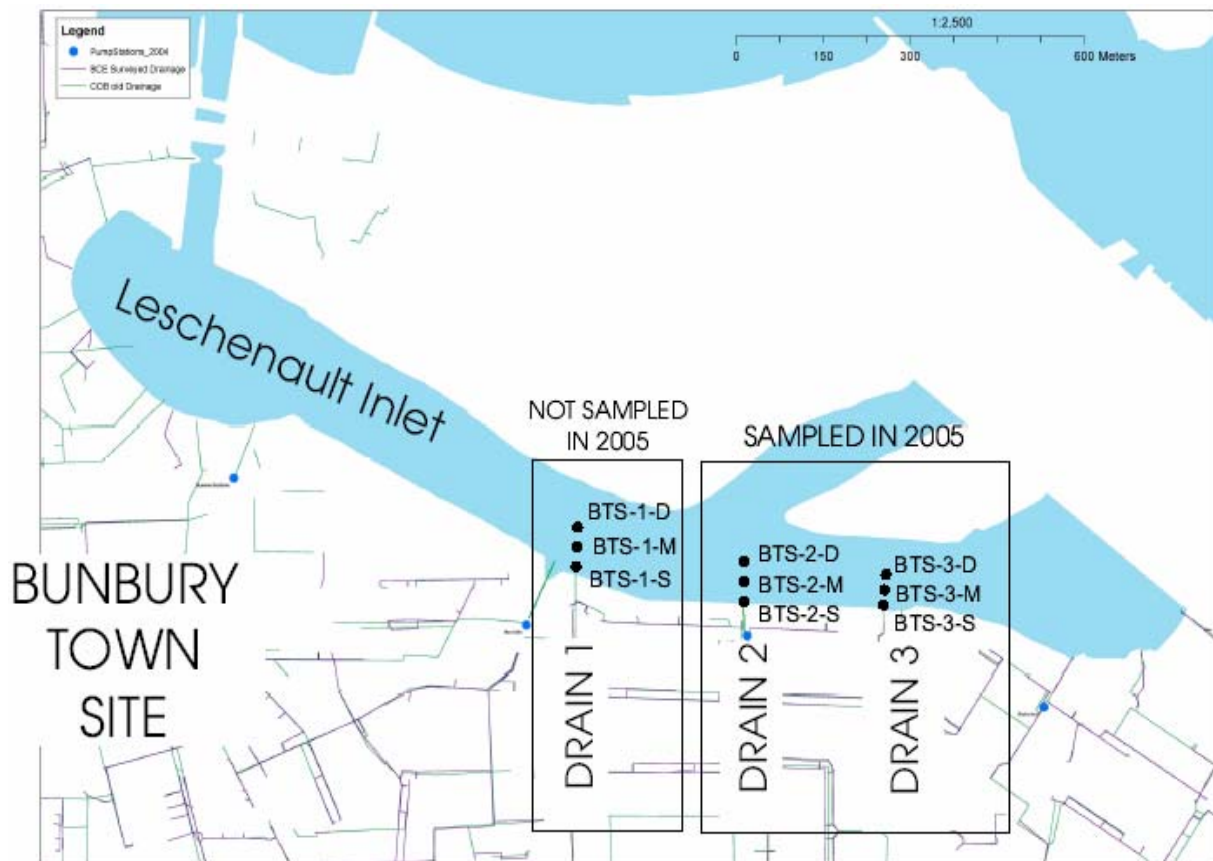 Legend
PumpStations_2004
BCE Surveyed Drainage
COB old Drainage
1:2,500
0 150 300 600 Meters
Leschenault Inlet
NOT SAMPLED
IN 2005
SAMPLED IN 2005
BTS-1-D
BTS-1-M
BTS-1-S
BTS-2-D
BTS-2-M
BTS-2-S
BTS-3-D
BTS-3-M
BTS-3-S
BUNBURY
TOWN
SITE
DRAIN 1
DRAIN 2
DRAIN 3